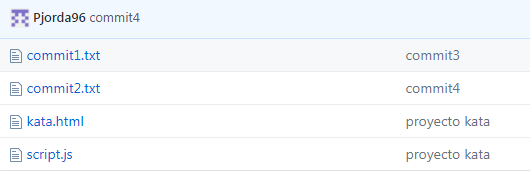 Pjorda96 commit4
commit1.txt commit3
commit2.txt commit4
kata.html proyecto kata
script.js proyecto kata